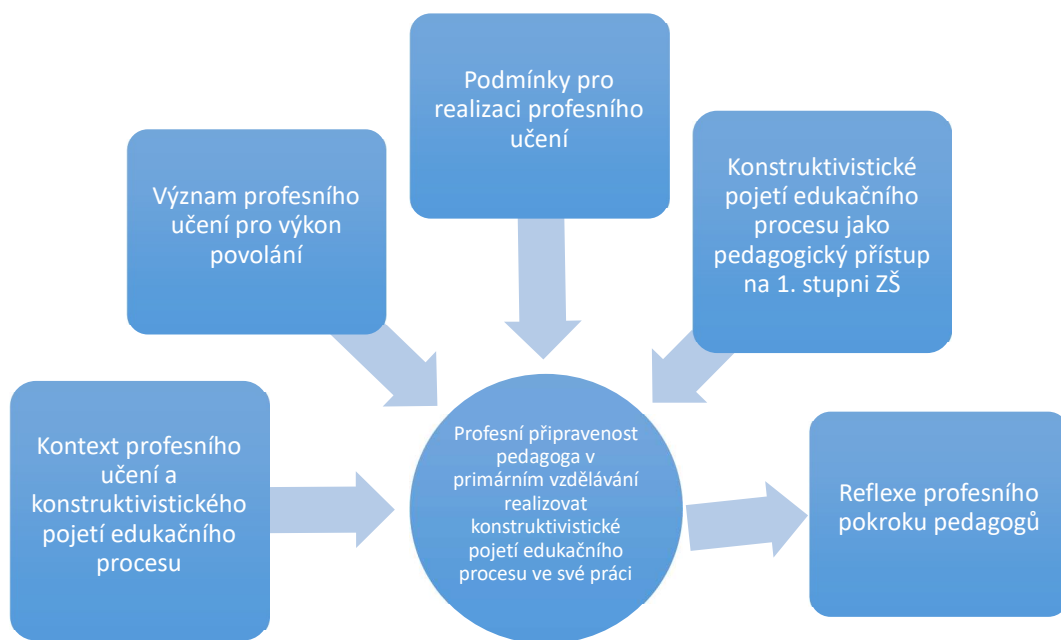 Podmínky pro
realizaci profesního
učení
Význam profesního
učení pro výkon
povolání
Konstruktivistické
pojetí edukačního
procesu jako
pedagogický přístup
na 1. stupni ZŠ
Kontext profesního
učení a
konstruktivistického
pojetí edukačního
procesu
Profesní připravenost
pedagoga v
primárním vzdělávání
realizovat
konstruktivistické
pojetí edukačního
procesu ve své práci
Reflexe profesního
pokroku pedagogů